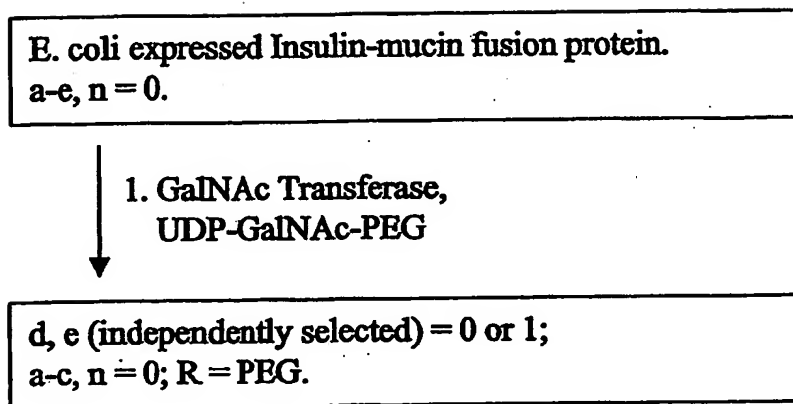 E. coli expressed Insulin-mucin fusion protein.
a-e, n = 0.
1. GalNAc Transferase,
UDP-GalNAc-PEG
d, e (independently selected) = 0 or 1;
a-c, n = 0; R = PEG.